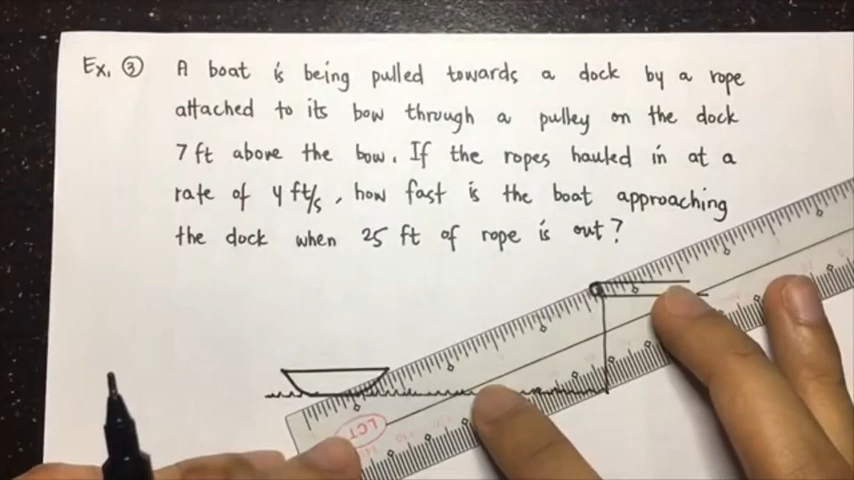 Ex. ③ A boat is being pulled towards a dock by a rope
attached to its bow through a pulley on the dock
7 ft above the bow. If the ropes hauled in at a
rate of 4 ft/s, how fast is the boat approaching
the dock when 25 ft of rope is out?
LCT